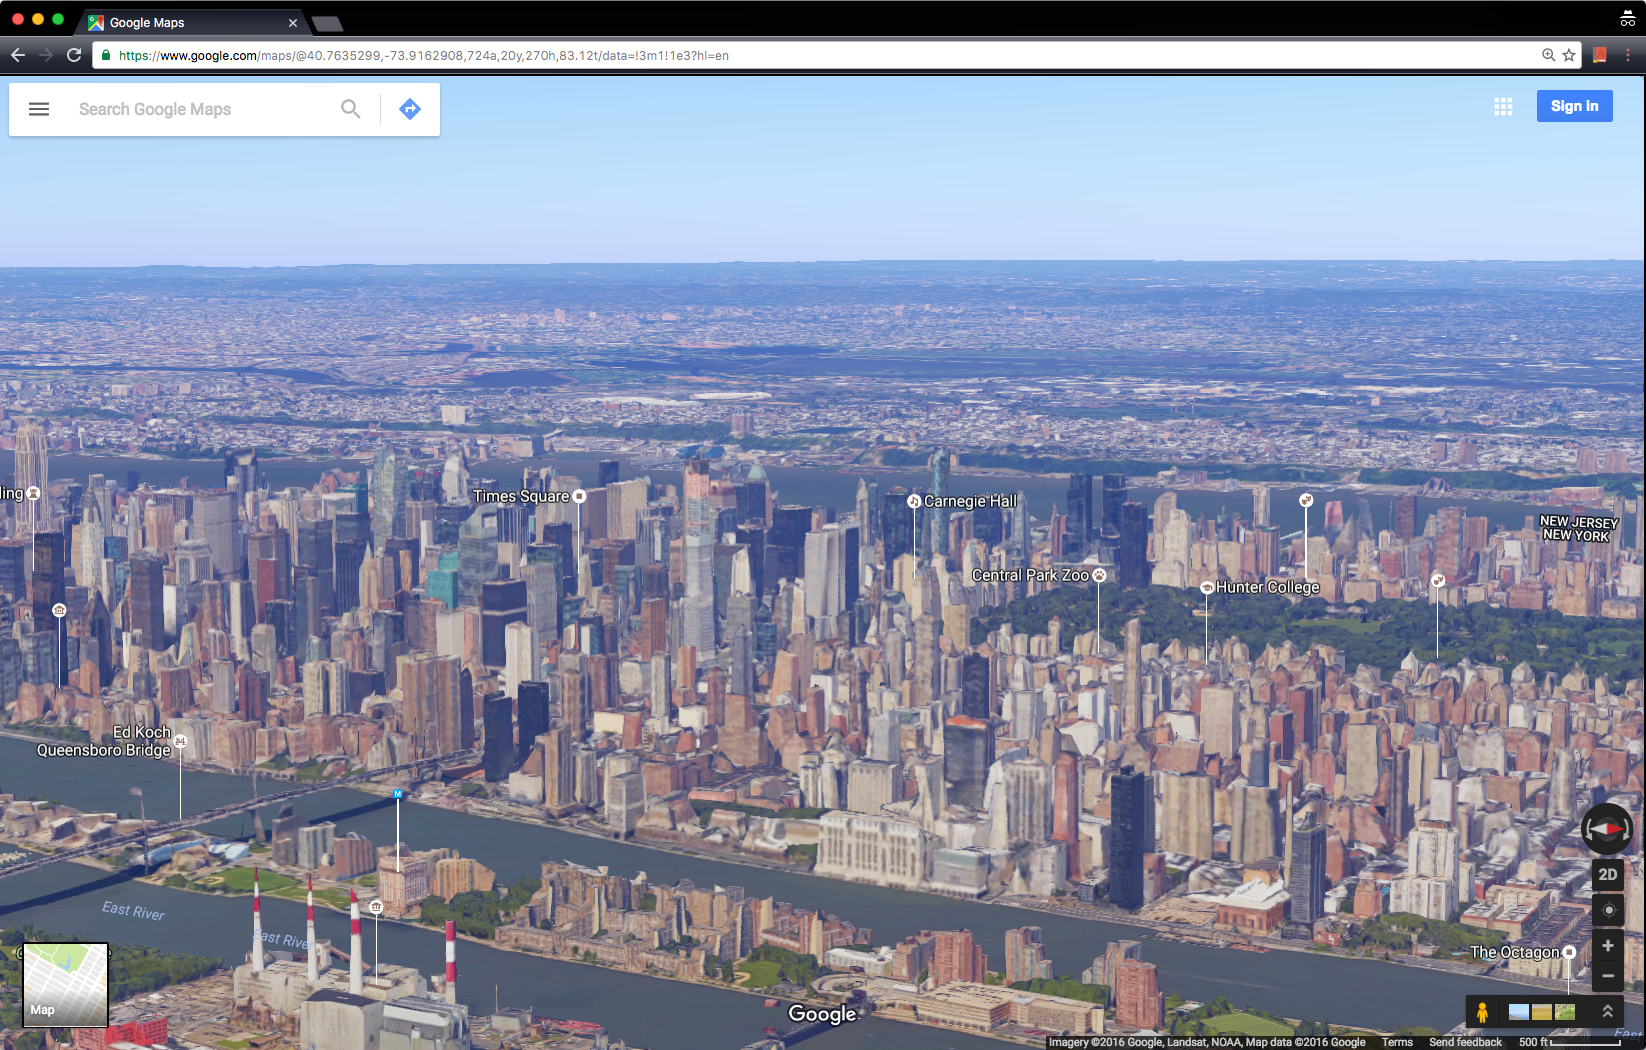 Google Maps
https://www.google.com/maps/@40.7635299,-73.9162908,724a,20y,270h,83.12t/data=!3m1!1e3?hl=en
Search Google Maps
Sign in
ling
Times Square
Carnegie Hall
NEW JERSEY
NEW YORK
Central Park Zoo
Hunter College
Ed Koch
Queensboro Bridge
M
2D
East River
East River
The Octagon
Map
Google
East
Imagery ©2016 Google, Landsat, NOAA, Map data ©2016 Google
Terms
Send feedback
500 ft